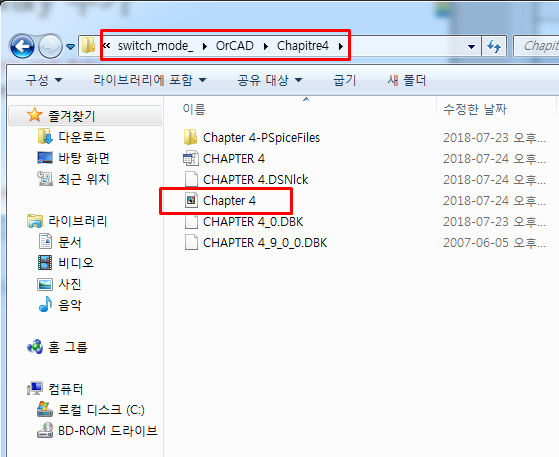 « switch_mode_ ▸ OrCAD ▸ Chapitre4 ▸
Chapit
구성 라이브러리에 포함 공유 대상 굽기 새 폴더
이름 수정한 날짜
즐겨찾기
다운로드
바탕 화면
최근 위치
라이브러리
문서
비디오
사진
음악
홈 그룹
컴퓨터
로컬 디스크 (C:)
BD-ROM 드라이브
Chapter 4-PSpiceFiles 2018-07-23 오후...
CHAPTER 4 2018-07-24 오후...
CHAPTER 4.DSNlck 2018-07-24 오후...
Chapter 4 2018-07-24 오후...
CHAPTER 4_0.DBK 2018-07-23 오후...
CHAPTER 4_9_0_0.DBK 2007-06-05 오후...